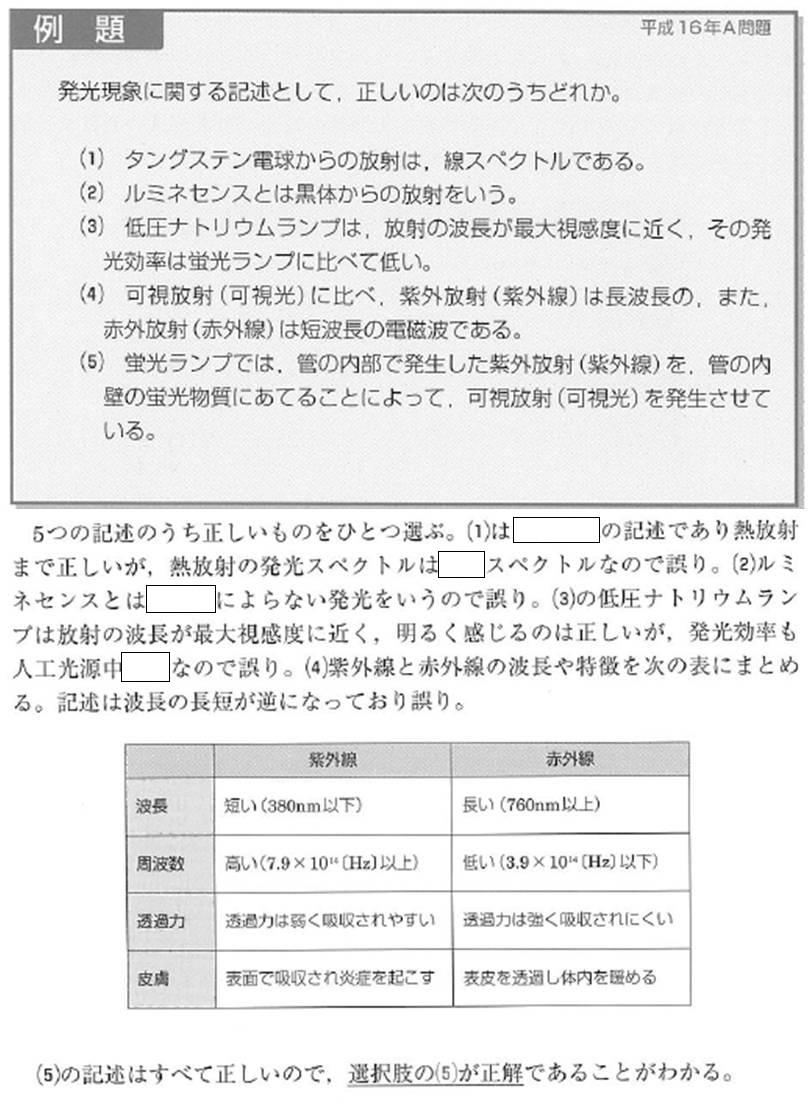 例　題
平成16年A問題
発光現象に関する記述として，正しいのは次のうちどれか。
(1)　タングステン電球からの放射は，線スペクトルである。
(2)　ルミネセンスとは黒体からの放射をいう。
(3)　低圧ナトリウムランプは，放射の波長が最大視感度に近く，その発
光効率は蛍光ランプに比べて低い。
(4)　可視放射（可視光）に比べ，紫外放射（紫外線）は長波長の，また，
赤外放射（赤外線）は短波長の電磁波である。
(5)　蛍光ランプでは，管の内部で発生した紫外放射（紫外線）を，管の内
壁の蛍光物質にあてることによって，可視放射（可視光）を発生させて
いる。
5つの記述のうち正しいものをひとつ選ぶ。(1)は　　　の記述であり熱放射
まで正しいが，熱放射の発光スペクトルは　　スペクトルなので誤り。(2)ルミ
ネセンスとは　　　によらない発光をいうので誤り。(3)の低圧ナトリウムラン
プは放射の波長が最大視感度に近く，明るく感じるのは正しいが，発光効率も
人工光源中　　なので誤り。(4)紫外線と赤外線の波長や特徴を次の表にまとめ
る。記述は波長の長短が逆になっており誤り。
紫外線　赤外線
波長　短い（380nm以下）　長い（760nm以上）
周波数　高い（7.9×10¹⁴〔Hz〕以上）　低い（3.9×10¹⁴〔Hz〕以下）
透過力　透過力は弱く吸収されやすい　透過力は強く吸収されにくい
皮膚　表面で吸収され炎症を起こす　表皮を透過し体内を暖める
(5)の記述はすべて正しいので，選択肢の(5)が正解であることがわかる。